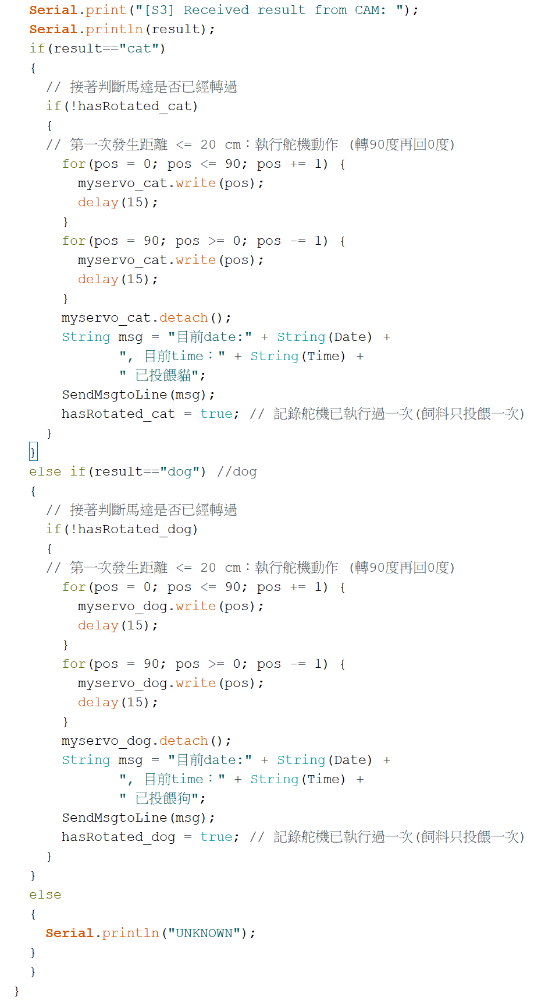 Serial.print("[S3] Received result from CAM: ");
Serial.println(result);
if(result=="cat")
{
// 接著判斷馬達是否已經轉過
if(!hasRotated_cat)
{
// 第一次發生距離 <= 20 cm：執行舵機動作 (轉90度再回0度)
for(pos = 0; pos <= 90; pos += 1) {
myservo_cat.write(pos);
delay(15);
}
for(pos = 90; pos >= 0; pos -= 1) {
myservo_cat.write(pos);
delay(15);
}
myservo_cat.detach();
String msg = "目前date:" + String(Date) +
", 目前time：" + String(Time) +
" 已投餵貓";
SendMsgtoLine(msg);
hasRotated_cat = true; // 記錄舵機已執行過一次(飼料只投餵一次)
}
}
else if(result=="dog") //dog
{
// 接著判斷馬達是否已經轉過
if(!hasRotated_dog)
{
// 第一次發生距離 <= 20 cm：執行舵機動作 (轉90度再回0度)
for(pos = 0; pos <= 90; pos += 1) {
myservo_dog.write(pos);
delay(15);
}
for(pos = 90; pos >= 0; pos -= 1) {
myservo_dog.write(pos);
delay(15);
}
myservo_dog.detach();
String msg = "目前date:" + String(Date) +
", 目前time：" + String(Time) +
" 已投餵狗";
SendMsgtoLine(msg);
hasRotated_dog = true; // 記錄舵機已執行過一次(飼料只投餵一次)
}
}
else
{
Serial.println("UNKNOWN");
}
}
}